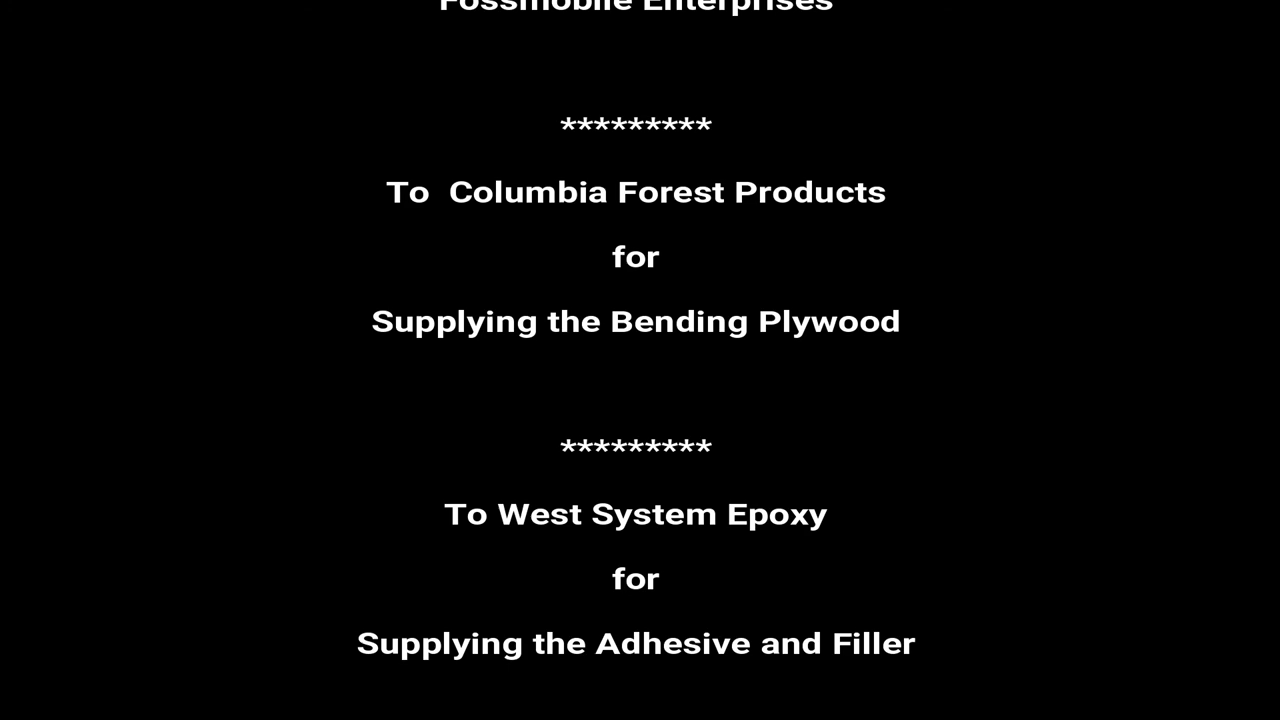 Fossmobile Enterprises
*********
To  Columbia Forest Products
for
Supplying the Bending Plywood
*********
To West System Epoxy
for
Supplying the Adhesive and Filler